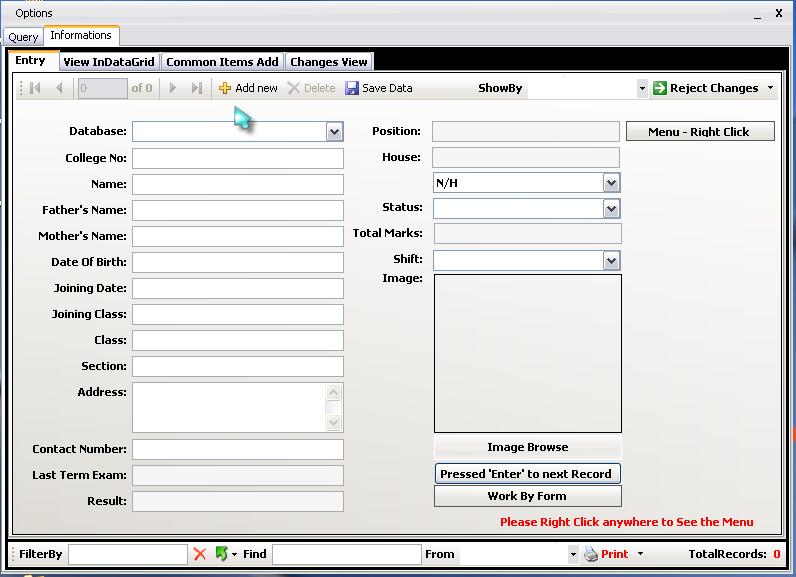 Options
Query Informations
Entry View InDataGrid Common Items Add Changes View
0 of 0 Add new Delete Save Data ShowBy Reject Changes
Database: Position: Menu - Right Click
College No: House:
Name: N/H
Father's Name: Status:
Mother's Name: Total Marks:
Date Of Birth: Shift:
Joining Date: Image:
Joining Class:
Class:
Section:
Address:
Contact Number: Image Browse
Last Term Exam: Pressed 'Enter' to next Record
Result: Work By Form
Please Right Click anywhere to See the Menu
FilterBy Find From Print TotalRecords: 0